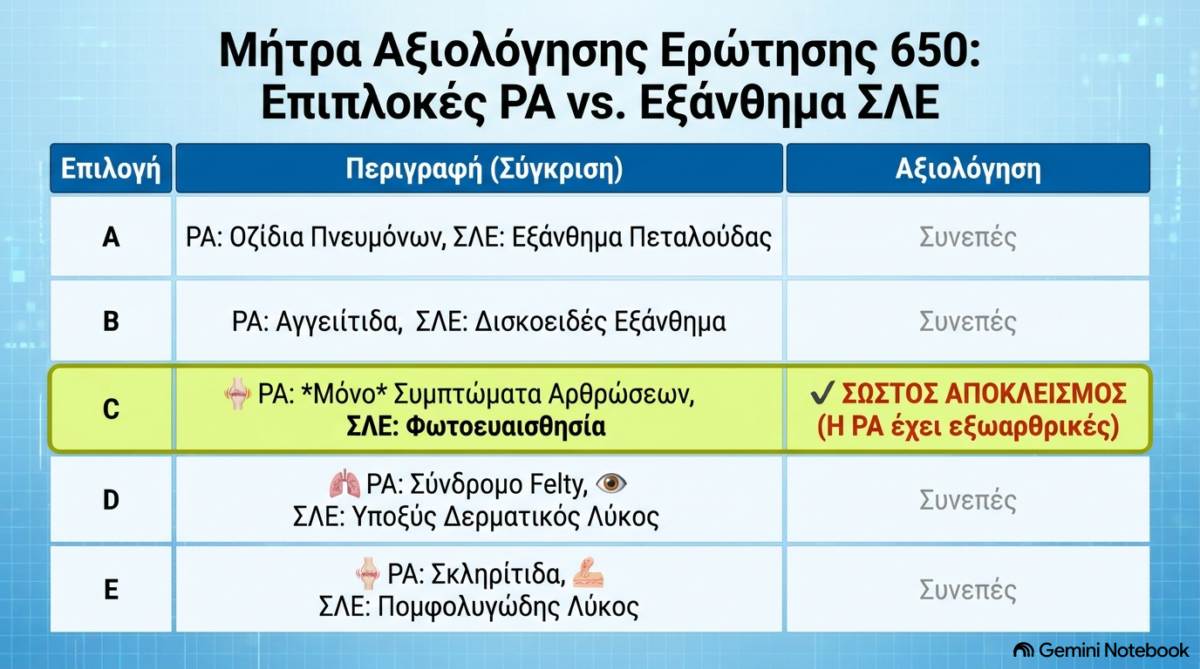 Μήτρα Αξιολόγησης Ερώτησης 650:
Επιπλοκές ΡΑ vs. Εξάνθημα ΣΛΕ
Επιλογή
Περιγραφή (Σύγκριση)
Αξιολόγηση
A
ΡΑ: Οζίδια Πνευμόνων, ΣΛΕ: Εξάνθημα Πεταλούδας
Συνεπές
B
ΡΑ: Αγγειίτιδα, ΣΛΕ: Δισκοειδές Εξάνθημα
Συνεπές
C
ΡΑ: *Μόνο* Συμπτώματα Αρθρώσεων,
ΣΛΕ: Φωτοευαισθησία
✔ ΣΩΣΤΟΣ ΑΠΟΚΛΕΙΣΜΟΣ
(Η ΡΑ έχει εξωαρθρικές)
D
ΡΑ: Σύνδρομο Felty,
ΣΛΕ: Υποξύς Δερματικός Λύκος
Συνεπές
E
ΡΑ: Σκληρίτιδα,
ΣΛΕ: Πομφολυγώδης Λύκος
Συνεπές
Gemini Notebook